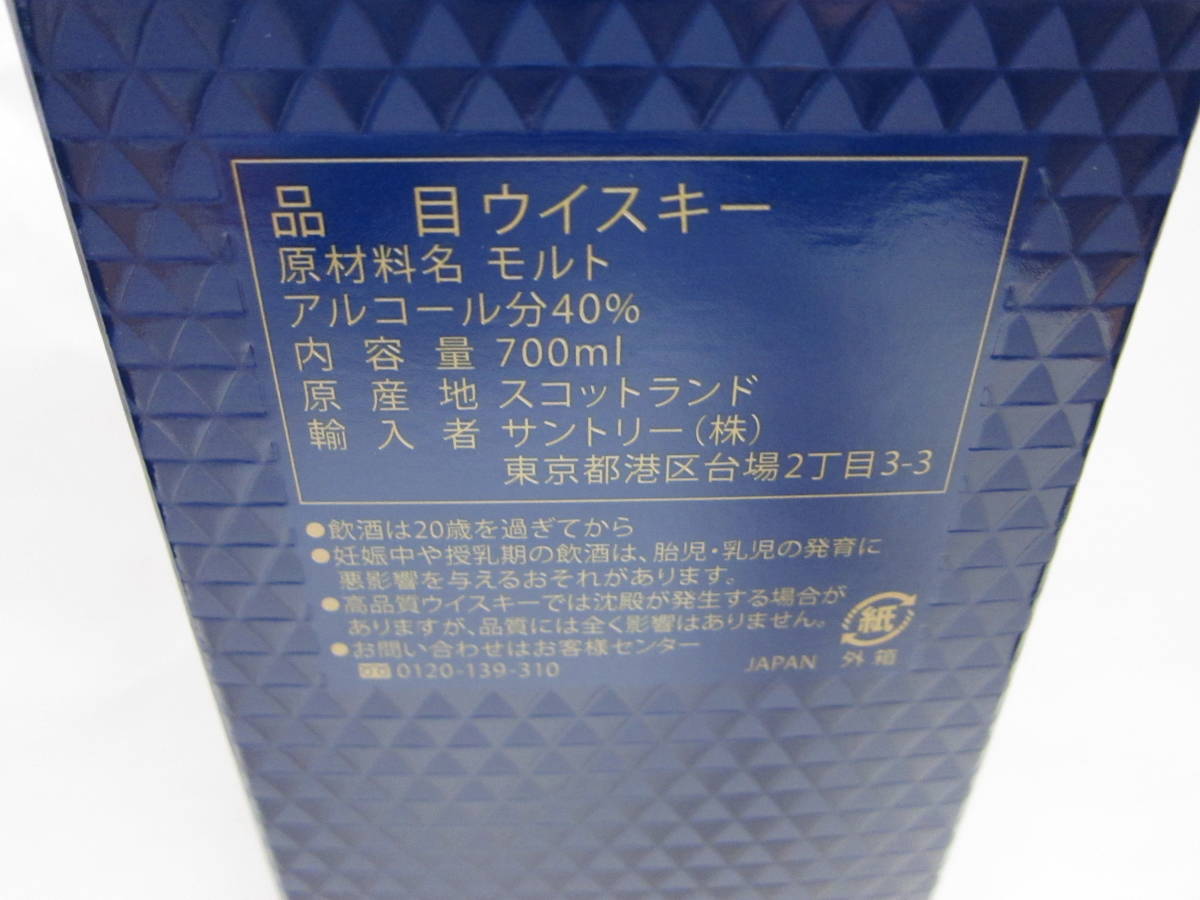 品 目 ウイスキー
原材料名 モルト
アルコール分40%
内容量 700ml
原産地 スコットランド
輸入者 サントリー(株)
東京都港区台場2丁目3-3
●飲酒は20歳を過ぎてから
●妊娠中や授乳期の飲酒は、胎児・乳児の発育に
悪影響を与えるおそれがあります。
●高品質ウイスキーでは沈殿が発生する場合が
ありますが、品質には全く影響はありません。
●お問い合わせはお客様センター
0120-139-310
JAPAN
紙
外箱